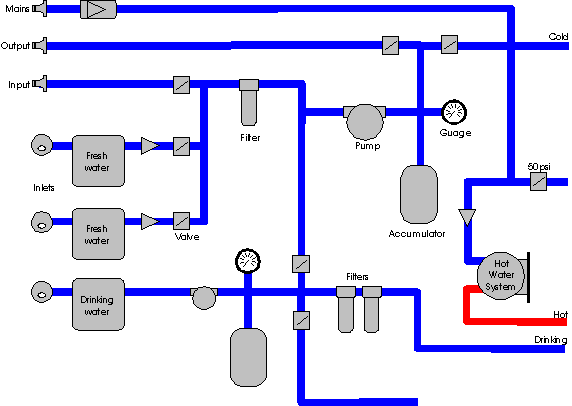 Mains
Output
Cold
Input
Filter
Pump
Guage
Fresh
water
Inlets
50psi
Fresh
water
Valve
Accumulator
Hot
Water
System
Filters
Drinking
water
Hot
Drinking